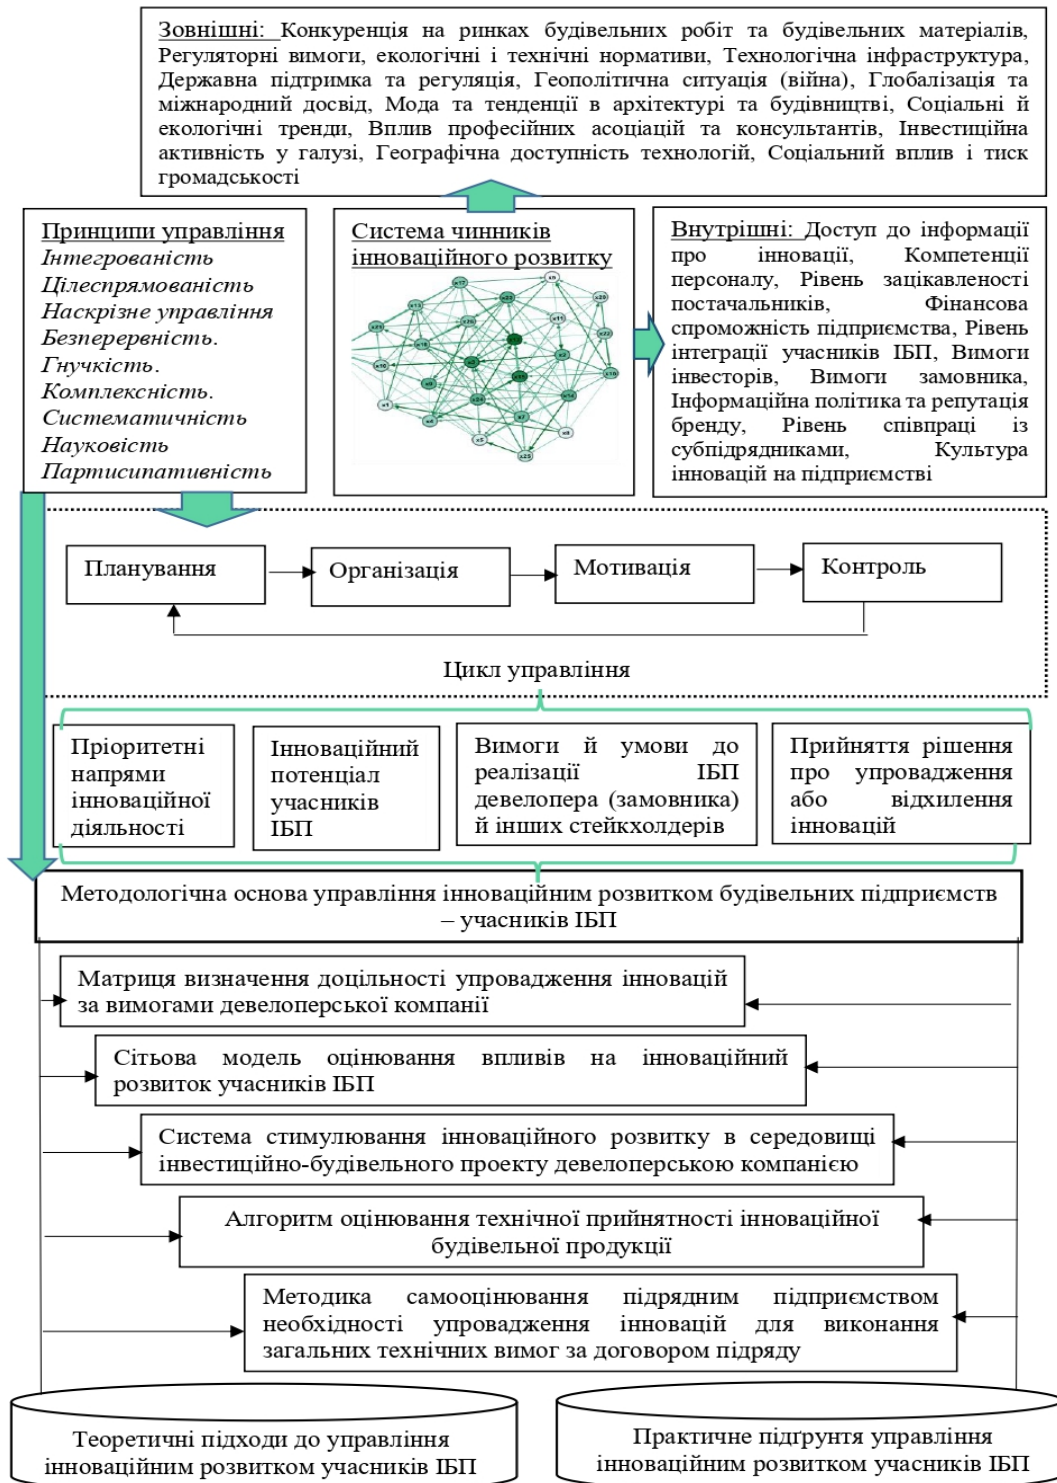 Зовнішні: Конкуренція на ринках будівельних робіт та будівельних матеріалів,
Регуляторні вимоги, екологічні і технічні нормативи, Технологічна інфраструктура,
Державна підтримка та регуляція, Геополітична ситуація (війна), Глобалізація та
міжнародний досвід, Мода та тенденції в архітектурі та будівництві, Соціальні й
екологічні тренди, Вплив професійних асоціацій та консультантів, Інвестиційна
активність у галузі, Географічна доступність технологій, Соціальний вплив і тиск
громадськості
Принципи управління
Інтегрованість
Цілеспрямованість
Наскрізне управління
Безперервність.
Гнучкість.
Комплексність.
Систематичність
Науковість
Партисипативність
Система чинників
інноваційного розвитку
Внутрішні: Доступ до інформації
про інновації, Компетенції
персоналу, Рівень зацікавленості
постачальників, Фінансова
спроможність підприємства, Рівень
інтеграції учасників ІБП, Вимоги
інвесторів, Вимоги замовника,
Інформаційна політика та репутація
бренду, Рівень співпраці із
субпідрядниками, Культура
інновацій на підприємстві
Планування
Організація
Мотивація
Контроль
Цикл управління
Пріоритетні
напрями
інноваційної
діяльності
Інноваційний
потенціал
учасників
ІБП
Вимоги й умови до
реалізації ІБП
девелопера (замовника)
й інших стейкхолдерів
Прийняття рішення
про упровадження
або відхилення
інновацій
Методологічна основа управління інноваційним розвитком будівельних підприємств
– учасників ІБП
Матриця визначення доцільності упровадження інновацій
за вимогами девелоперської компанії
Сітьова модель оцінювання впливів на інноваційний
розвиток учасників ІБП
Система стимулювання інноваційного розвитку в середовищі
інвестиційно-будівельного проекту девелоперською компанією
Алгоритм оцінювання технічної прийнятності інноваційної
будівельної продукції
Методика самооцінювання підрядним підприємством
необхідності упровадження інновацій для виконання
загальних технічних вимог за договором підряду
Теоретичні підходи до управління
інноваційним розвитком учасників ІБП
Практичне підґрунтя управління
інноваційним розвитком учасників ІБП